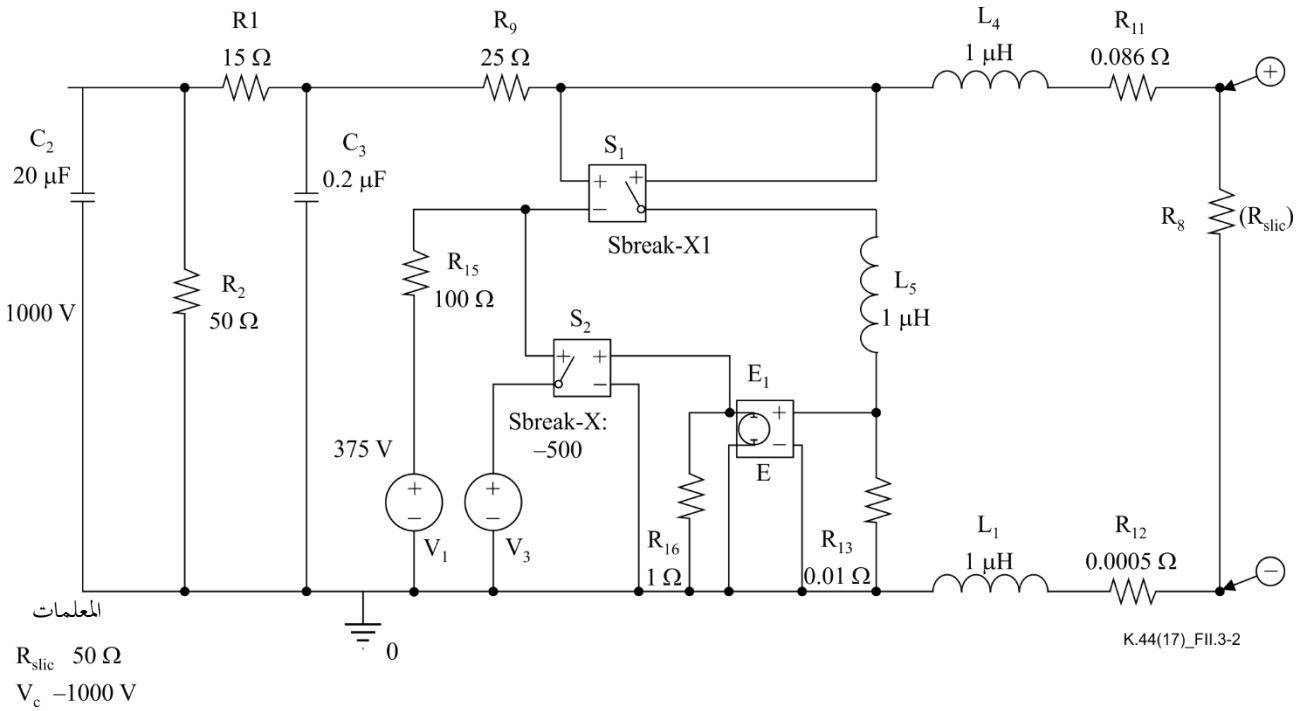 R1
15 Ω
R9
25 Ω
L4
1 μH
R11
0.086 Ω
+
C2
20 μF
1000 V
C3
0.2 μF
S1
+ +
–
Sbreak-X1
R8
(Rslic)
R2
50 Ω
R15
100 Ω
L5
1 μH
S2
+ +
–
Sbreak-X:
–500
E1
+
–
E
375 V
+
–
V1
+
–
V3
R16
1 Ω
R13
0.01 Ω
L1
1 μH
R12
0.0005 Ω
–
0
المعلمات
Rslic 50 Ω
Vc –1000 V
K.44(17)_FII.3-2